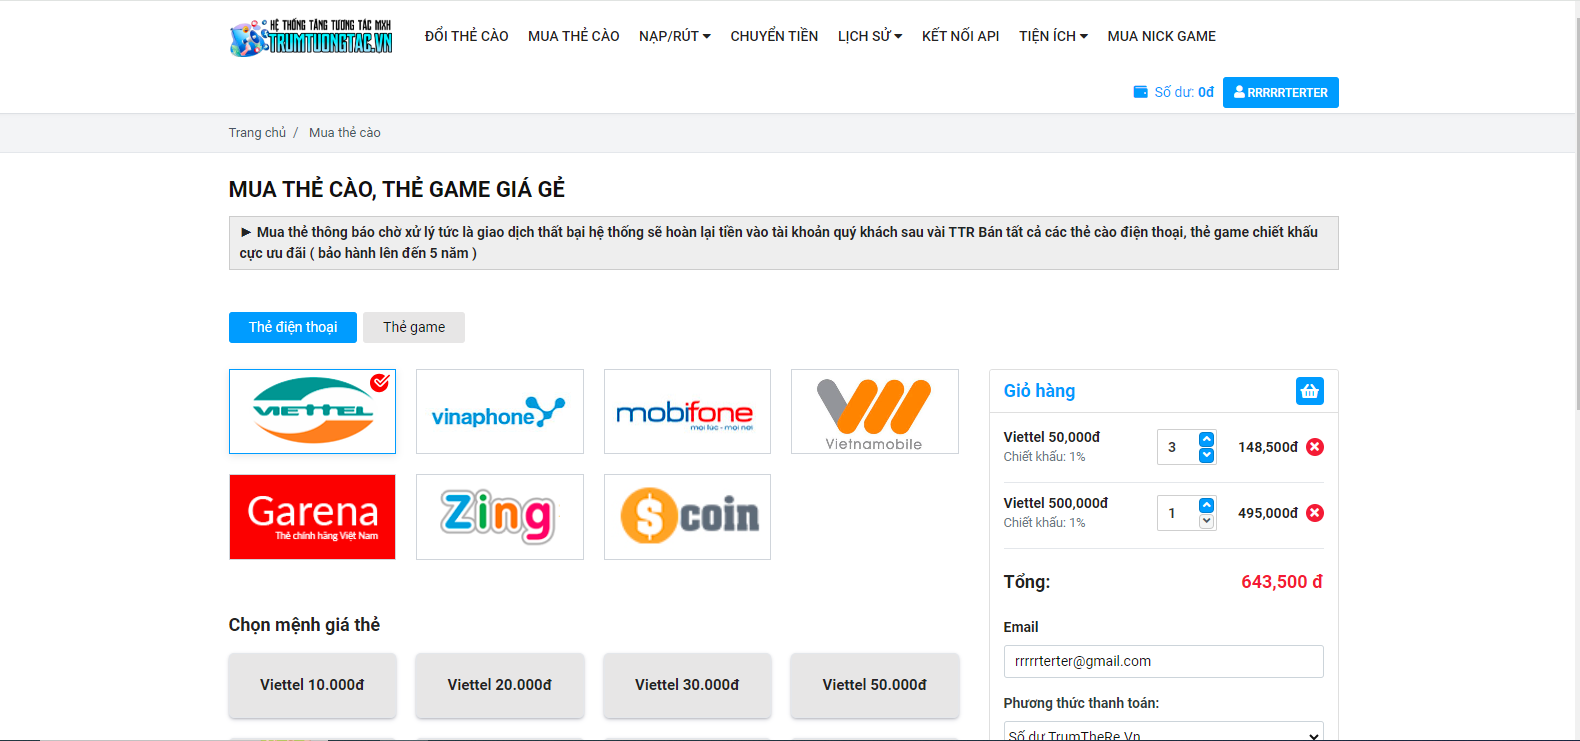 HỆ THỐNG TĂNG TƯƠNG TÁC MXH
TRUMTUONGTAC.VN
ĐỔI THẺ CÀO MUA THẺ CÀO NẠP/RÚT CHUYỂN TIỀN LỊCH SỬ KẾT NỐI API TIỆN ÍCH MUA NICK GAME
Số dư: 0đ RRRRRTERTER
Trang chủ / Mua thẻ cào
MUA THẺ CÀO, THẺ GAME GIÁ GẺ
► Mua thẻ thông báo chờ xử lý tức là giao dịch thất bại hệ thống sẽ hoàn lại tiền vào tài khoản quý khách sau vài TTR Bán tất cả các thẻ cào điện thoại, thẻ game chiết khấu
cực ưu đãi ( bảo hành lên đến 5 năm )
Thẻ điện thoại Thẻ game
VIETTEL
vinaphone
mobifone
mọi lúc - mọi nơi
Vietnamobile
Garena
Thẻ chính hãng Việt Nam
Zing
$coin
Chọn mệnh giá thẻ
Viettel 10.000đ Viettel 20.000đ Viettel 30.000đ Viettel 50.000đ
Giỏ hàng
Viettel 50,000đ
Chiết khấu: 1%
3 148,500đ
Viettel 500,000đ
Chiết khấu: 1%
1 495,000đ
Tổng: 643,500 đ
Email
rrrrrterter@gmail.com
Phương thức thanh toán:
Số dư TrumTheRe.Vn